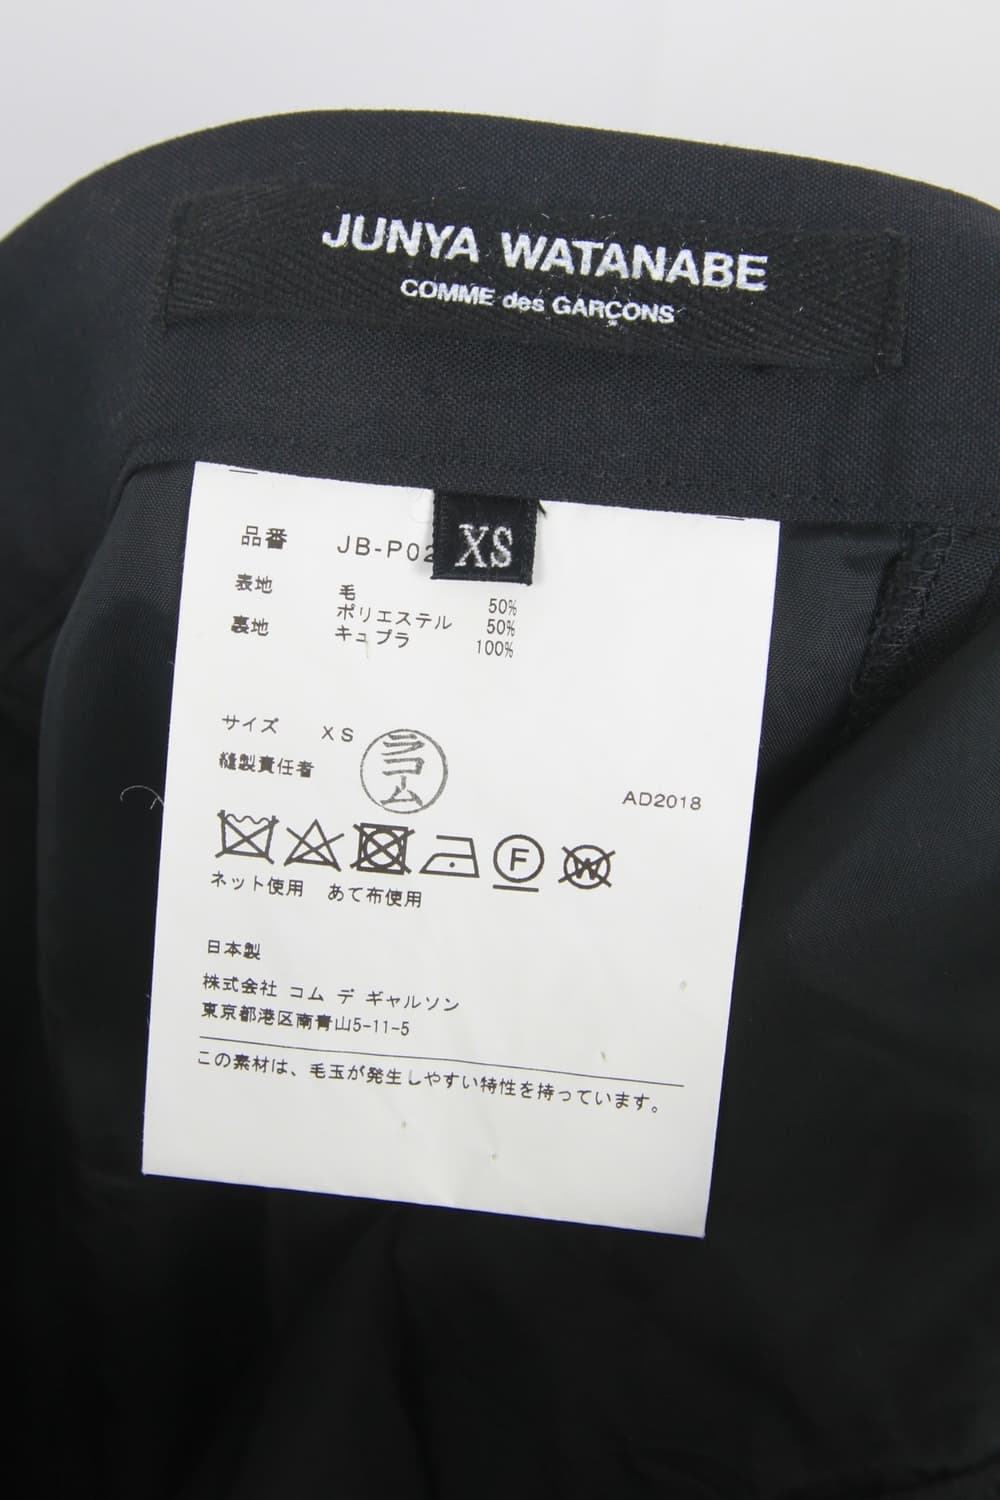 JUNYA WATANABE
COMME des GARÇONS
XS
品番 JB-P02
表地 毛 50%
ポリエステル 50%
裏地 キュプラ 100%
サイズ XS
縫製責任者 ラコム
AD2018
F W
ネット使用 あて布使用
日本製
株式会社 コム デ ギャルソン
東京都港区南青山5-11-5
この素材は、毛玉が発生しやすい特性を持っています。